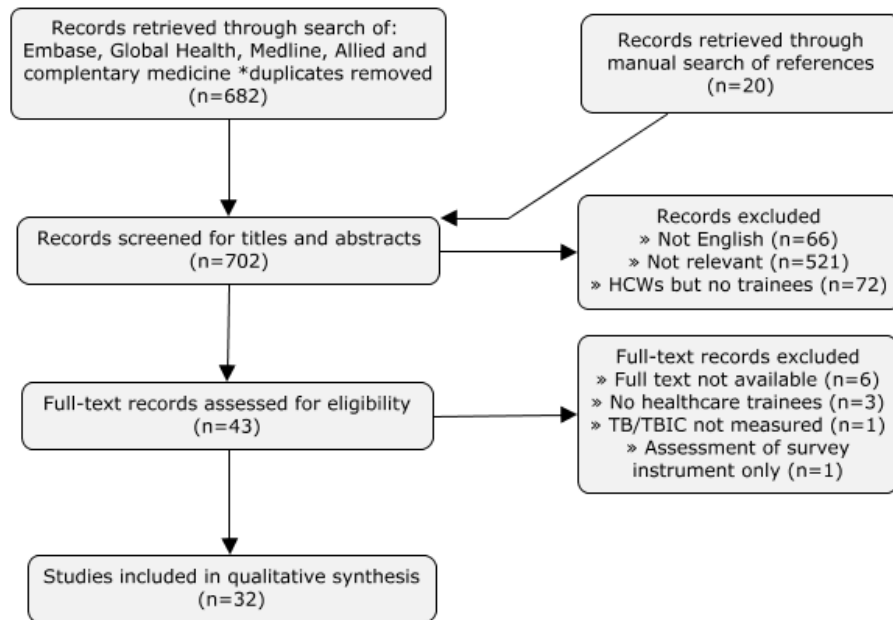 Records retrieved through search of:
Embase, Global Health, Medline, Allied and
complentary medicine *duplicates removed
(n=682)
Records retrieved through
manual search of references
(n=20)
Records screened for titles and abstracts
(n=702)
Records excluded
» Not English (n=66)
» Not relevant (n=521)
» HCWs but no trainees (n=72)
Full-text records assessed for eligibility
(n=43)
Full-text records excluded
» Full text not available (n=6)
» No healthcare trainees (n=3)
» TB/TBIC not measured (n=1)
» Assessment of survey
instrument only (n=1)
Studies included in qualitative synthesis
(n=32)